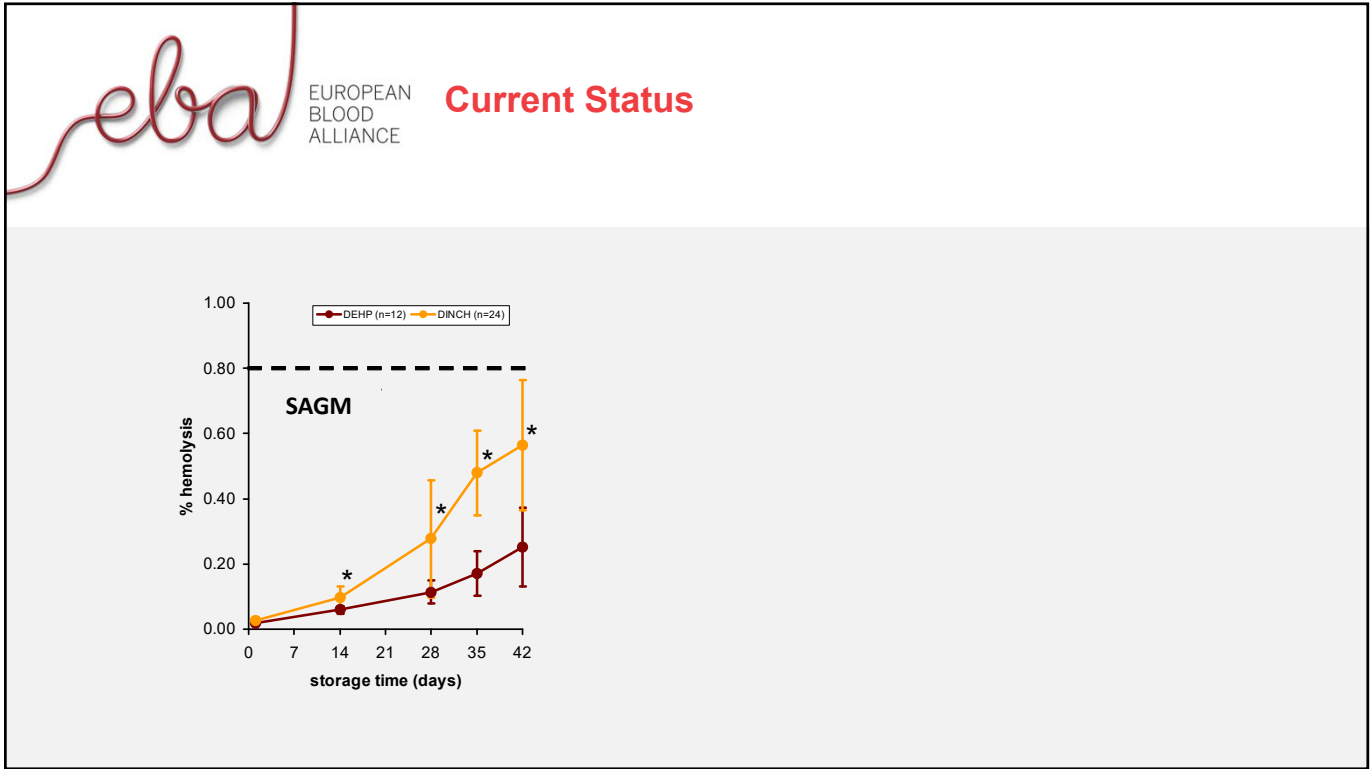 eba
EUROPEAN
BLOOD
ALLIANCE
Current Status
1.00
DEHP (n=12) DINCH (n=24)
0.80
SAGM
0.60
*
*
*
*
0.40
0.20
0.00
% hemolysis
0 7 14 21 28 35 42
storage time (days)